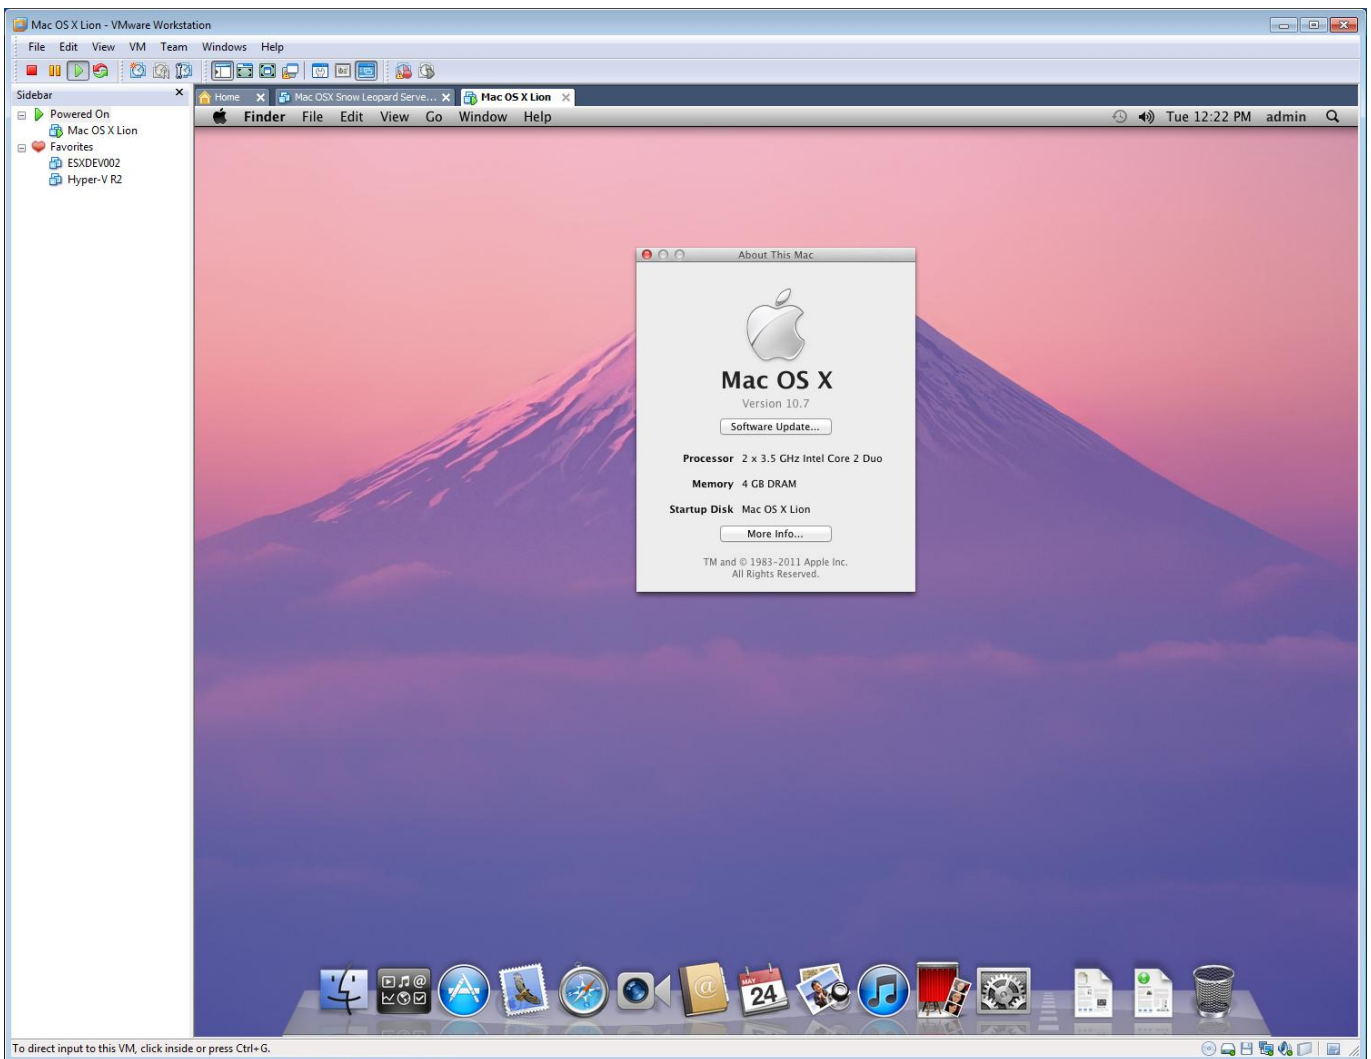 Mac OS X Lion - VMware Workstation
File Edit View VM Team Windows Help
Sidebar
Home Mac OSX Snow Leopard Serve... Mac OS X Lion
Powered On
Mac OS X Lion
Favorites
ESXDEV002
Hyper-V R2
Finder File Edit View Go Window Help Tue 12:22 PM admin
About This Mac
Mac OS X
Version 10.7
Software Update...
Processor 2 x 3.5 GHz Intel Core 2 Duo
Memory 4 GB DRAM
Startup Disk Mac OS X Lion
More Info...
TM and © 1983-2011 Apple Inc.
All Rights Reserved.
MAY
24
To direct input to this VM, click inside or press Ctrl+G.